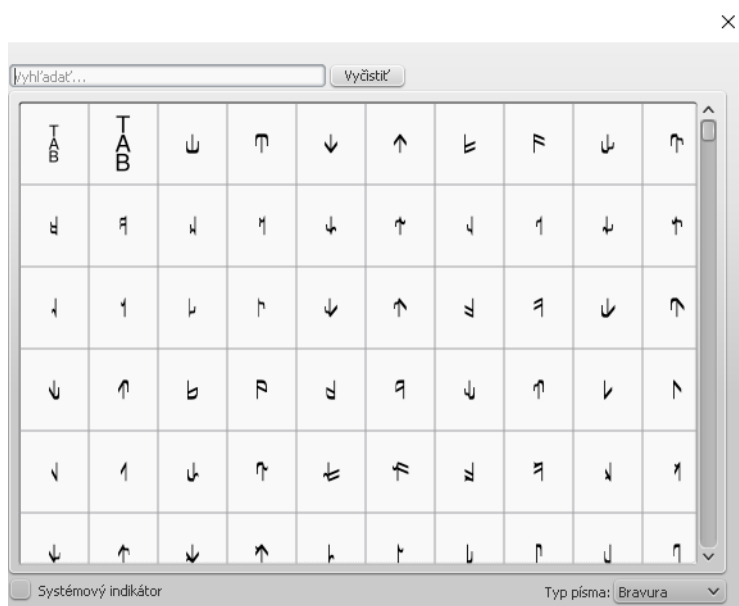 Vyhľadať...
Vyčistiť
TAB
TAB
Systémový indikátor
Typ písma: Bravura